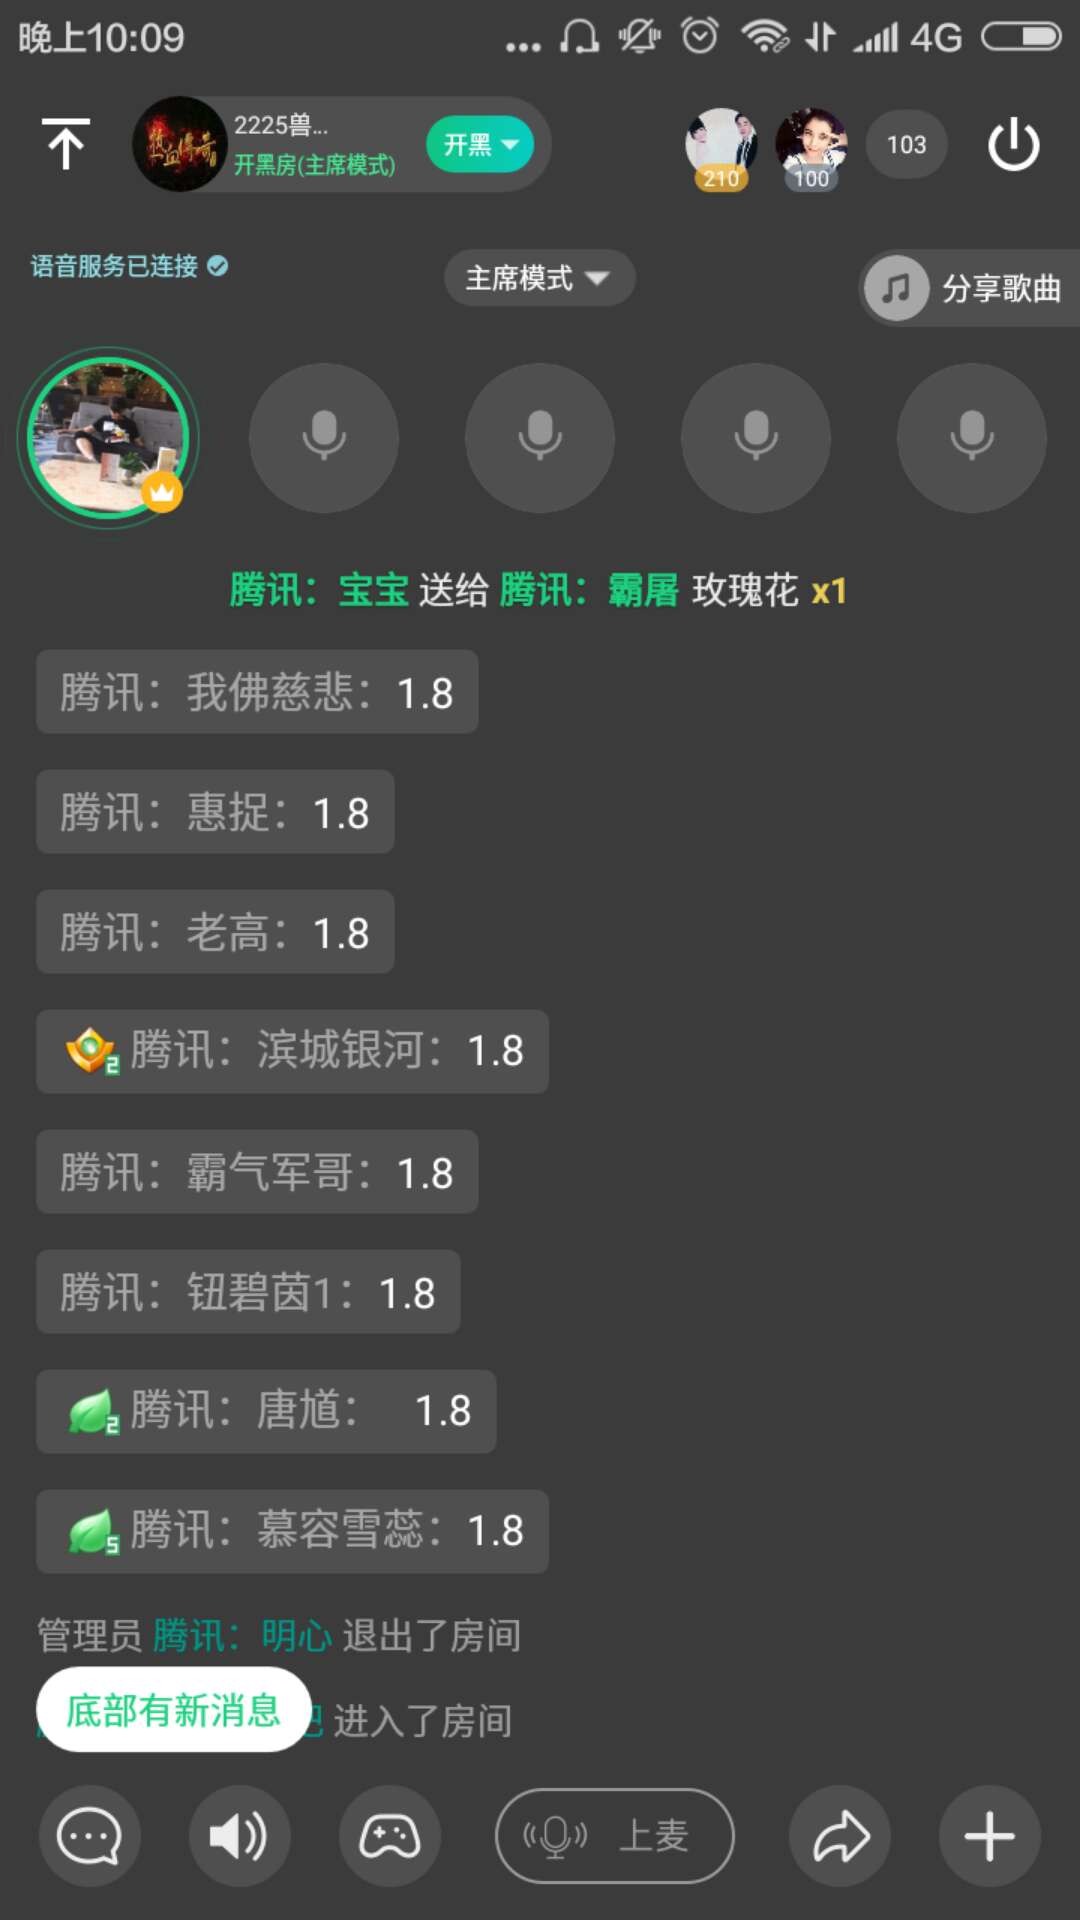 晚上10:09
4G
热血传奇
2225兽...
开黑房(主席模式)
开黑
210
100
103
语音服务已连接
主席模式
分享歌曲
腾讯：宝宝 送给 腾讯：霸屠 玫瑰花 x1
腾讯：我佛慈悲：1.8
腾讯：惠捉：1.8
腾讯：老高：1.8
2 腾讯：滨城银河：1.8
腾讯：霸气军哥：1.8
腾讯：钮碧茵1：1.8
2 腾讯：唐馗： 1.8
5 腾讯：慕容雪蕊：1.8
管理员 腾讯：明心 退出了房间
底部有新消息
进入了房间
上麦